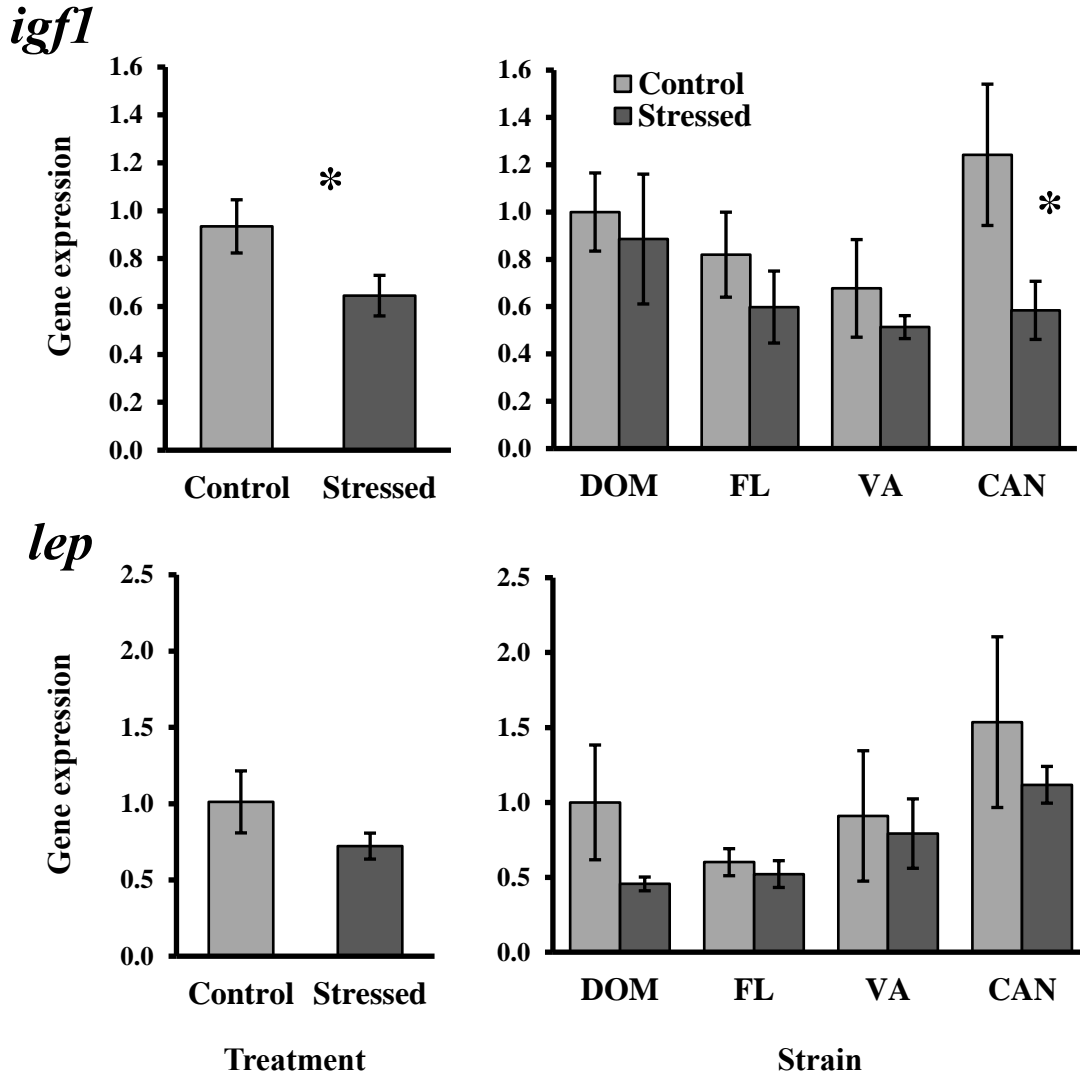 igf1
1.6
1.4
1.2
1.0
0.8
0.6
0.4
0.2
0.0
Gene expression
*
Control Stressed
1.6
1.4
1.2
1.0
0.8
0.6
0.4
0.2
0.0
Control
Stressed
*
DOM FL VA CAN
lep
2.5
2.0
1.5
1.0
0.5
0.0
Gene expression
Control Stressed
Treatment
2.5
2.0
1.5
1.0
0.5
0.0
DOM FL VA CAN
Strain